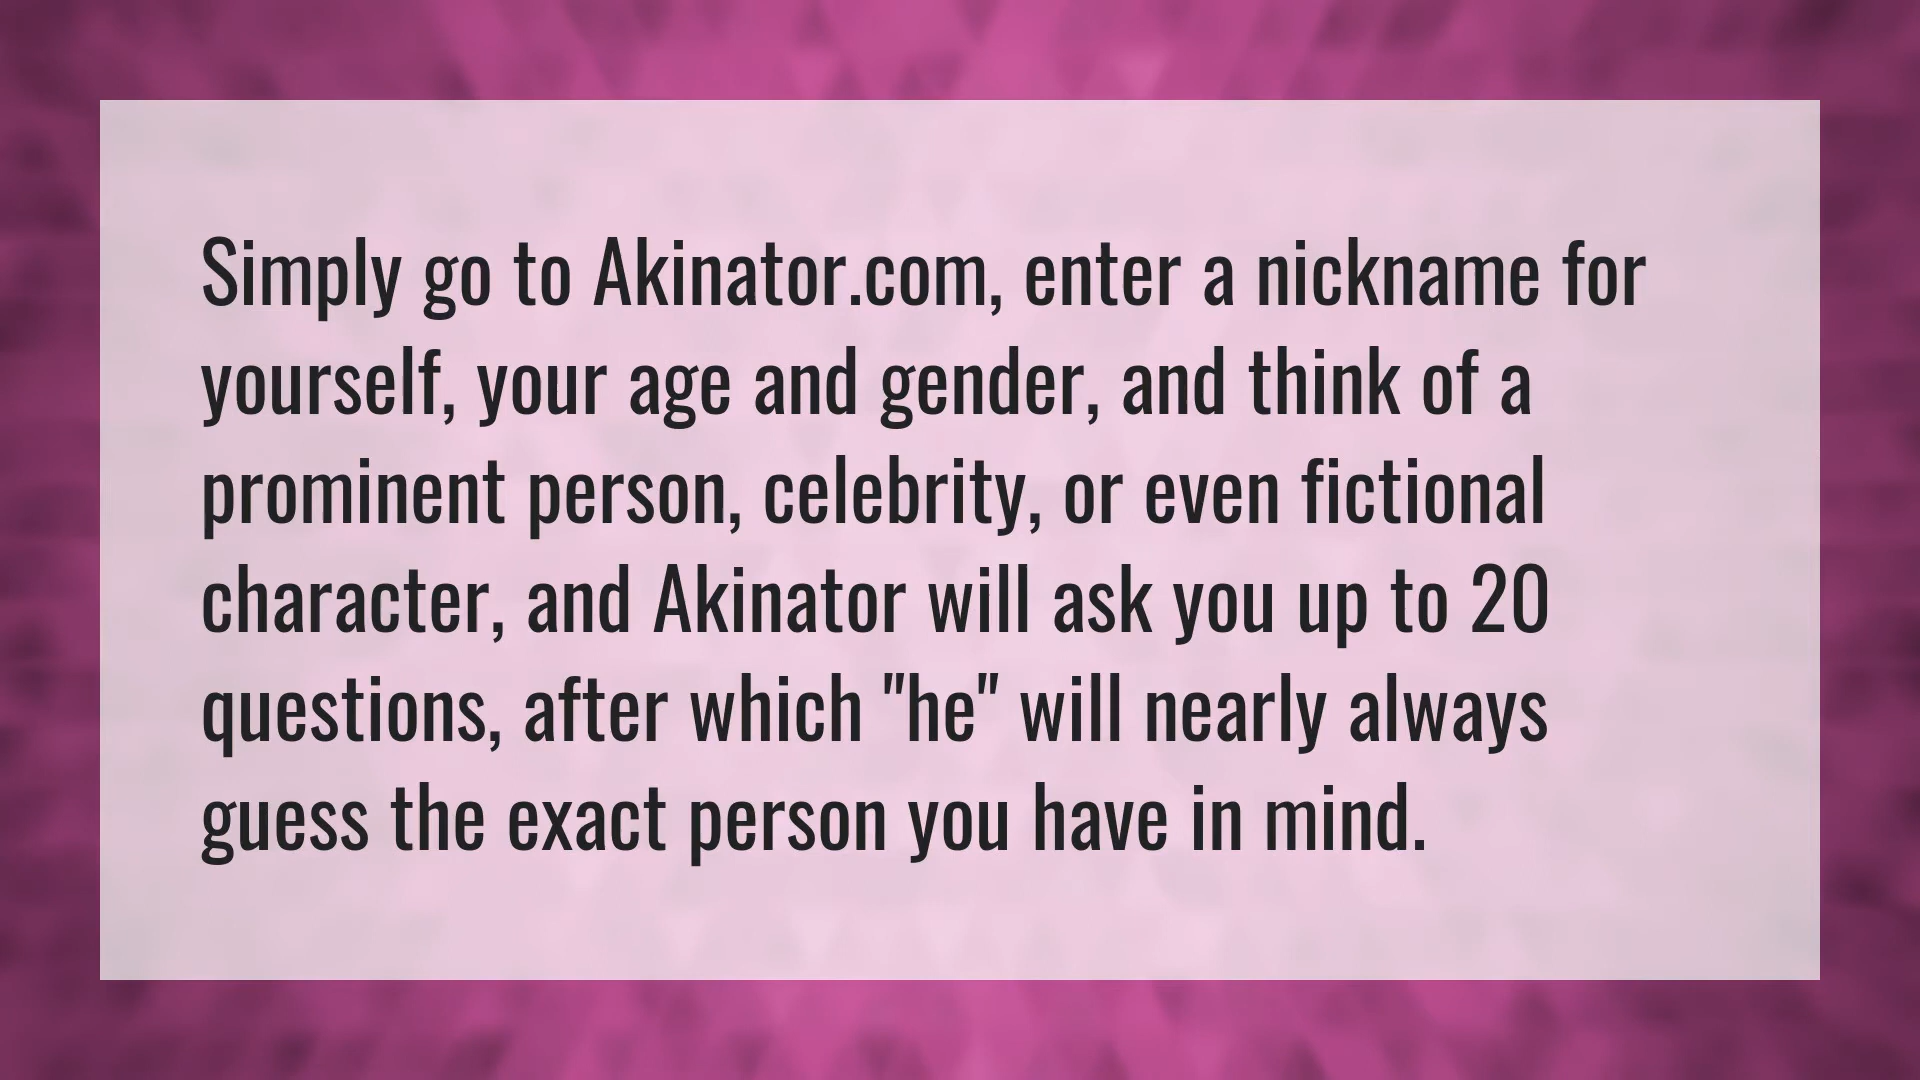 Simply go to Akinator.com, enter a nickname for
yourself, your age and gender, and think of a
prominent person, celebrity, or even fictional
character, and Akinator will ask you up to 20
questions, after which "he" will nearly always
guess the exact person you have in mind.